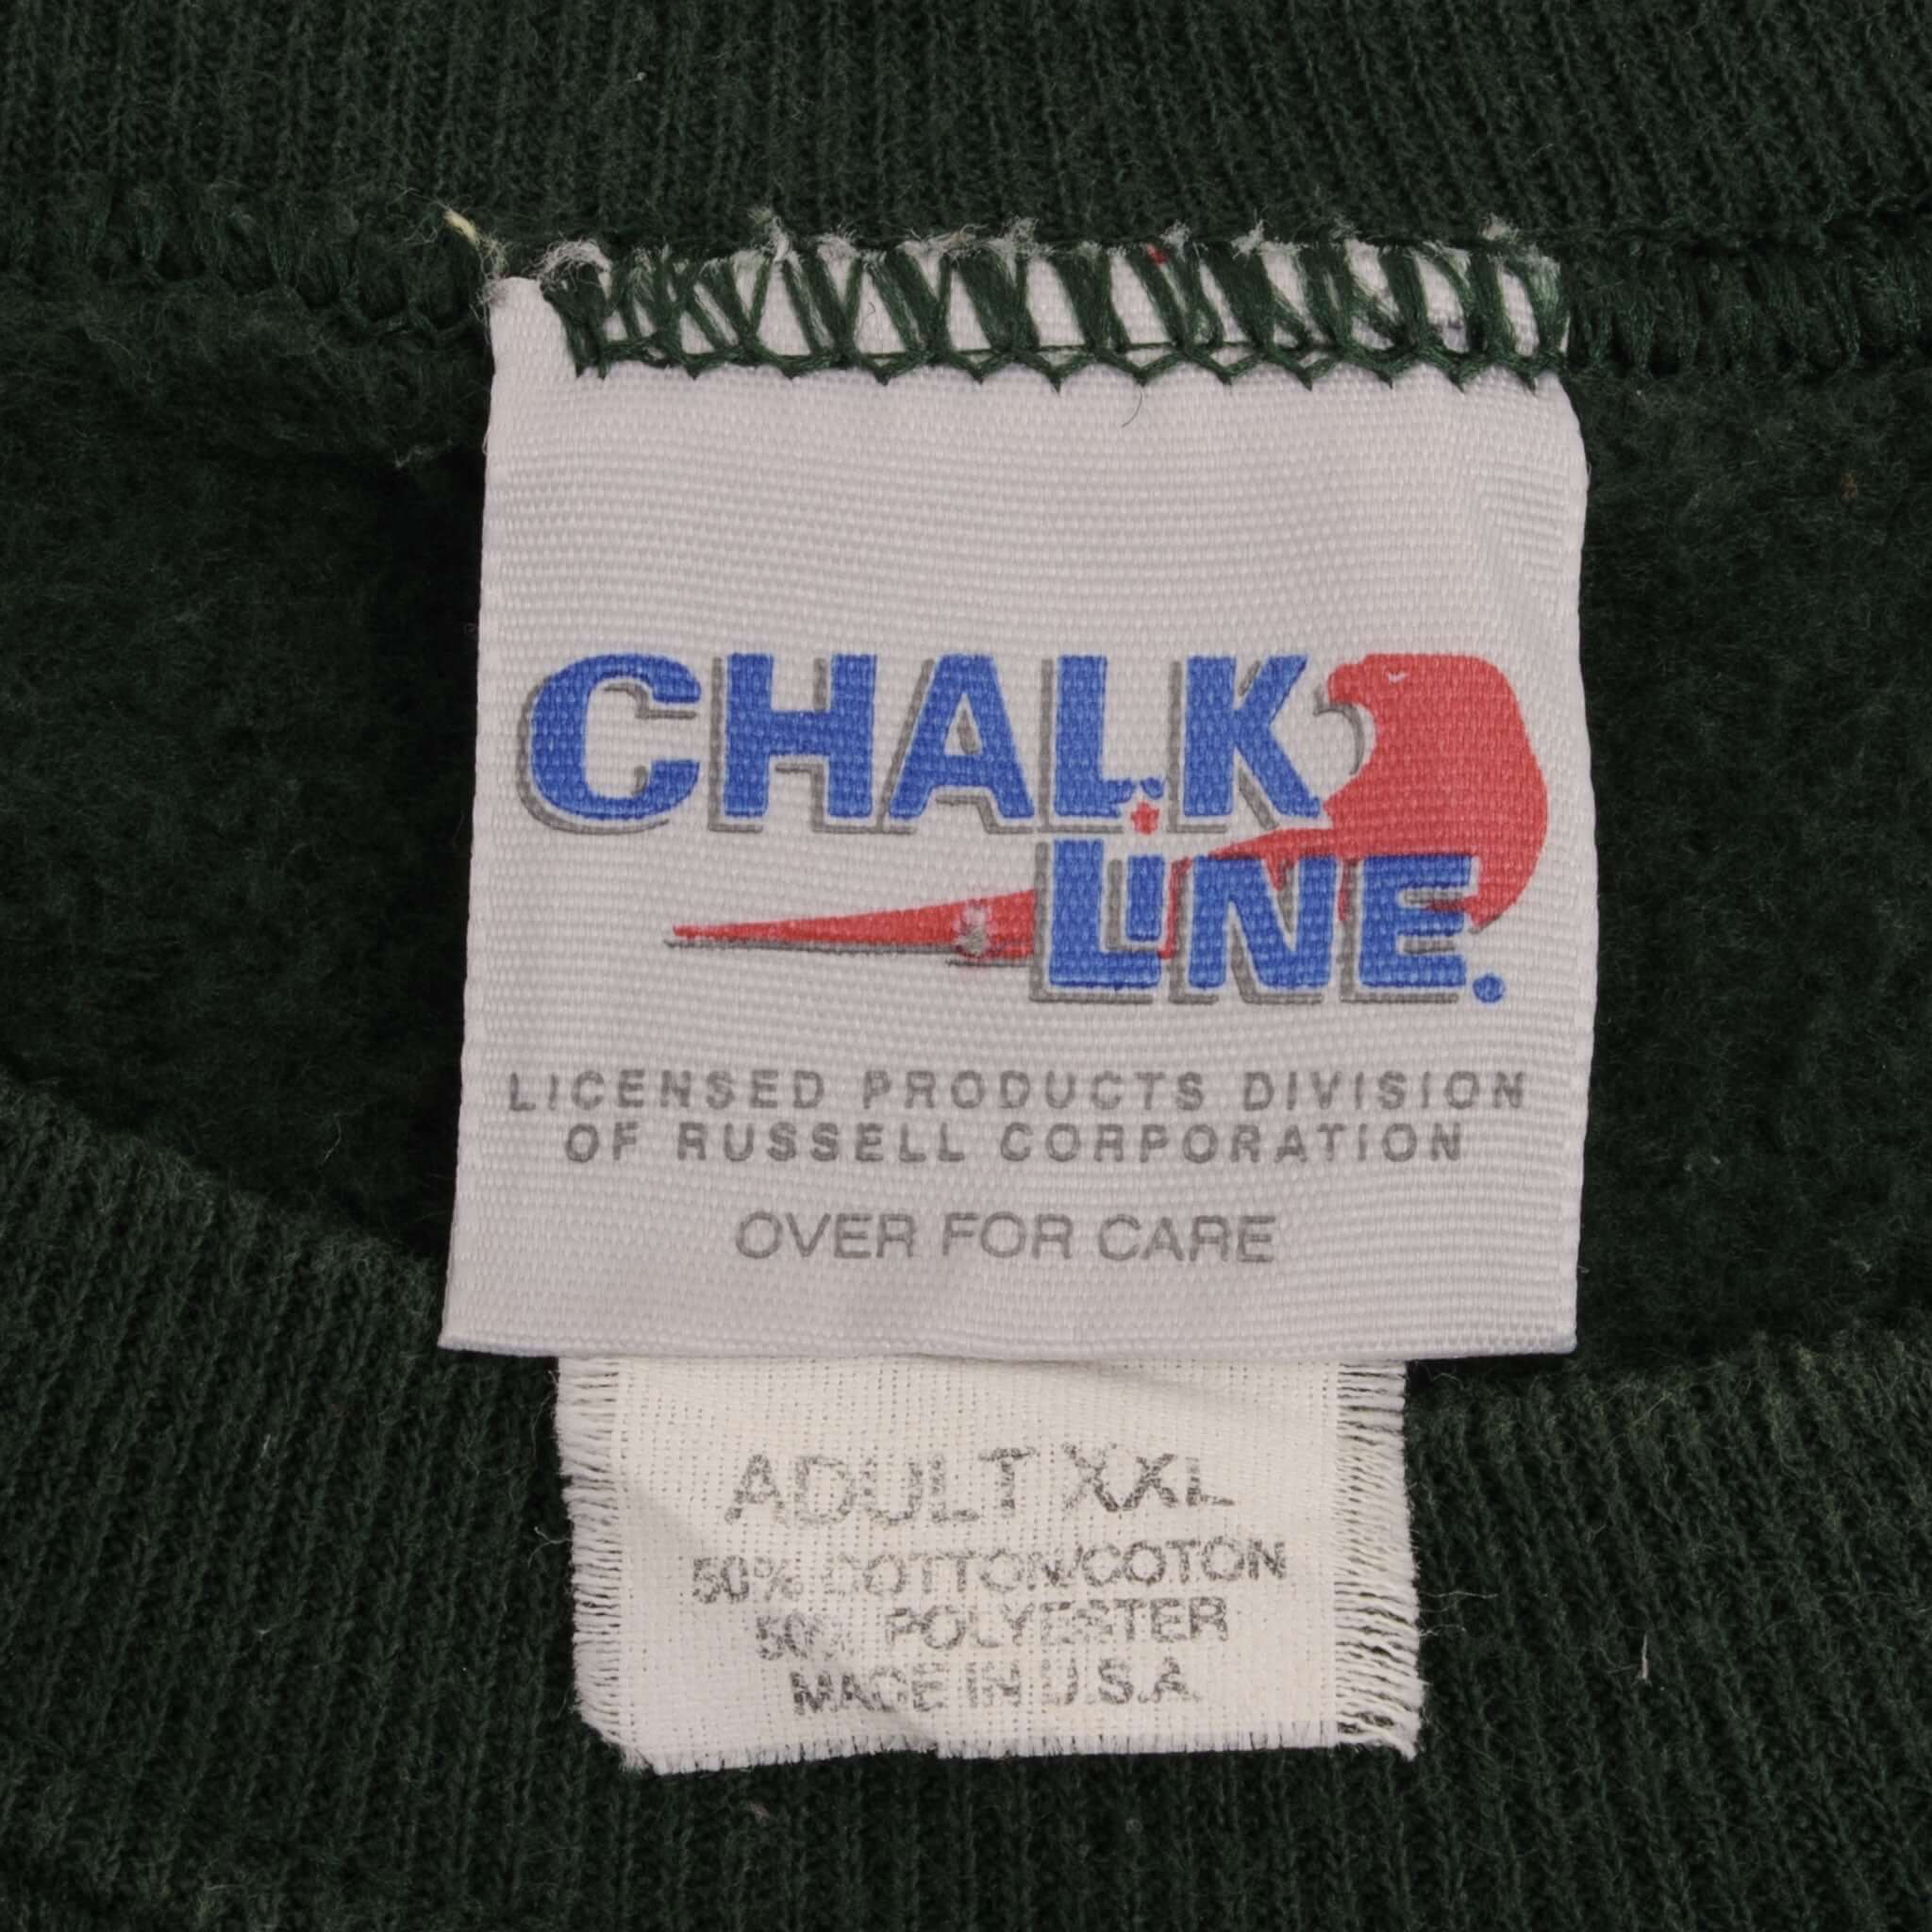 CHALK
LiNE.
LICENSED PRODUCTS DIVISION
OF RUSSELL CORPORATION
OVER FOR CARE
ADULT XXL
50% COTTON/COTON
50% POLYESTER
MADE IN U.S.A.